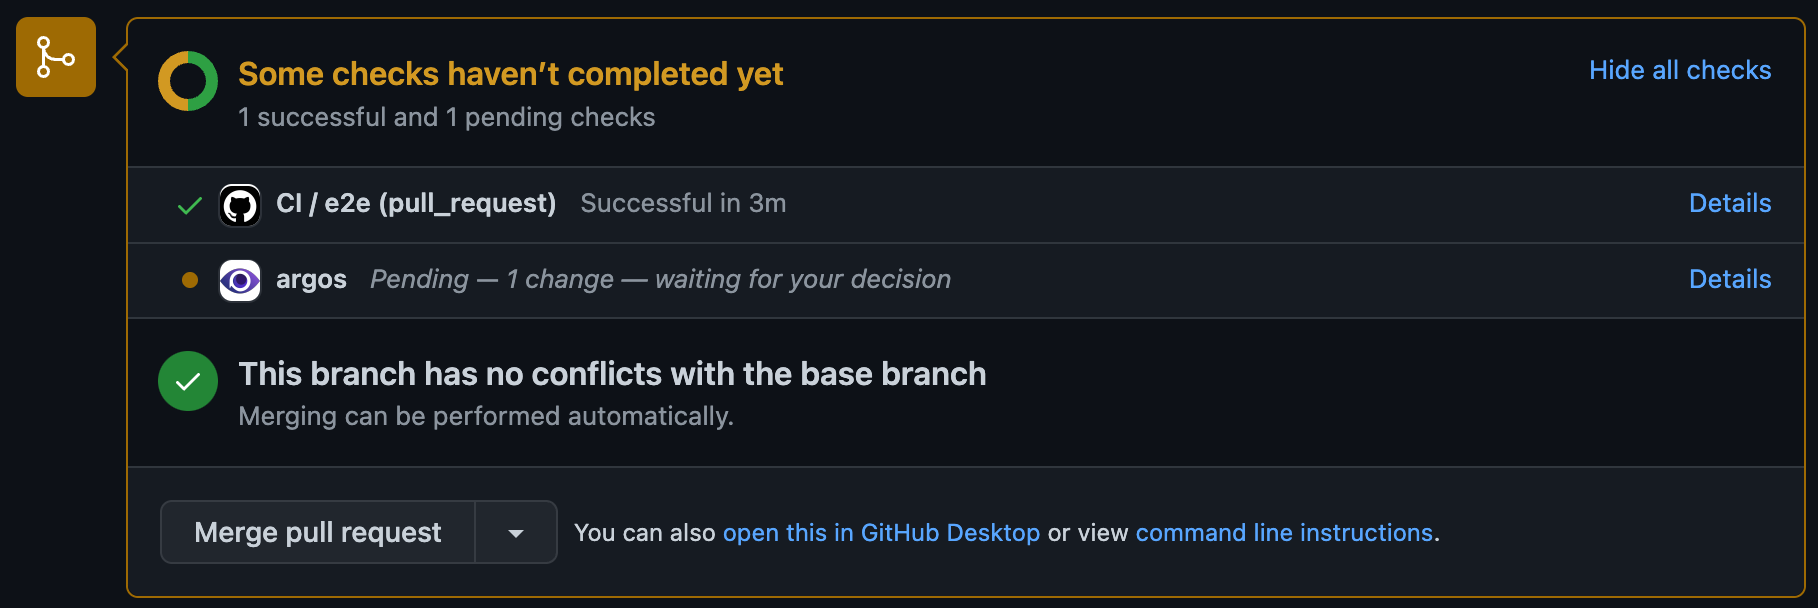 Some checks haven’t completed yet
Hide all checks
1 successful and 1 pending checks
CI / e2e (pull_request) Successful in 3m
Details
argos Pending — 1 change — waiting for your decision
Details
This branch has no conflicts with the base branch
Merging can be performed automatically.
Merge pull request
You can also open this in GitHub Desktop or view command line instructions.